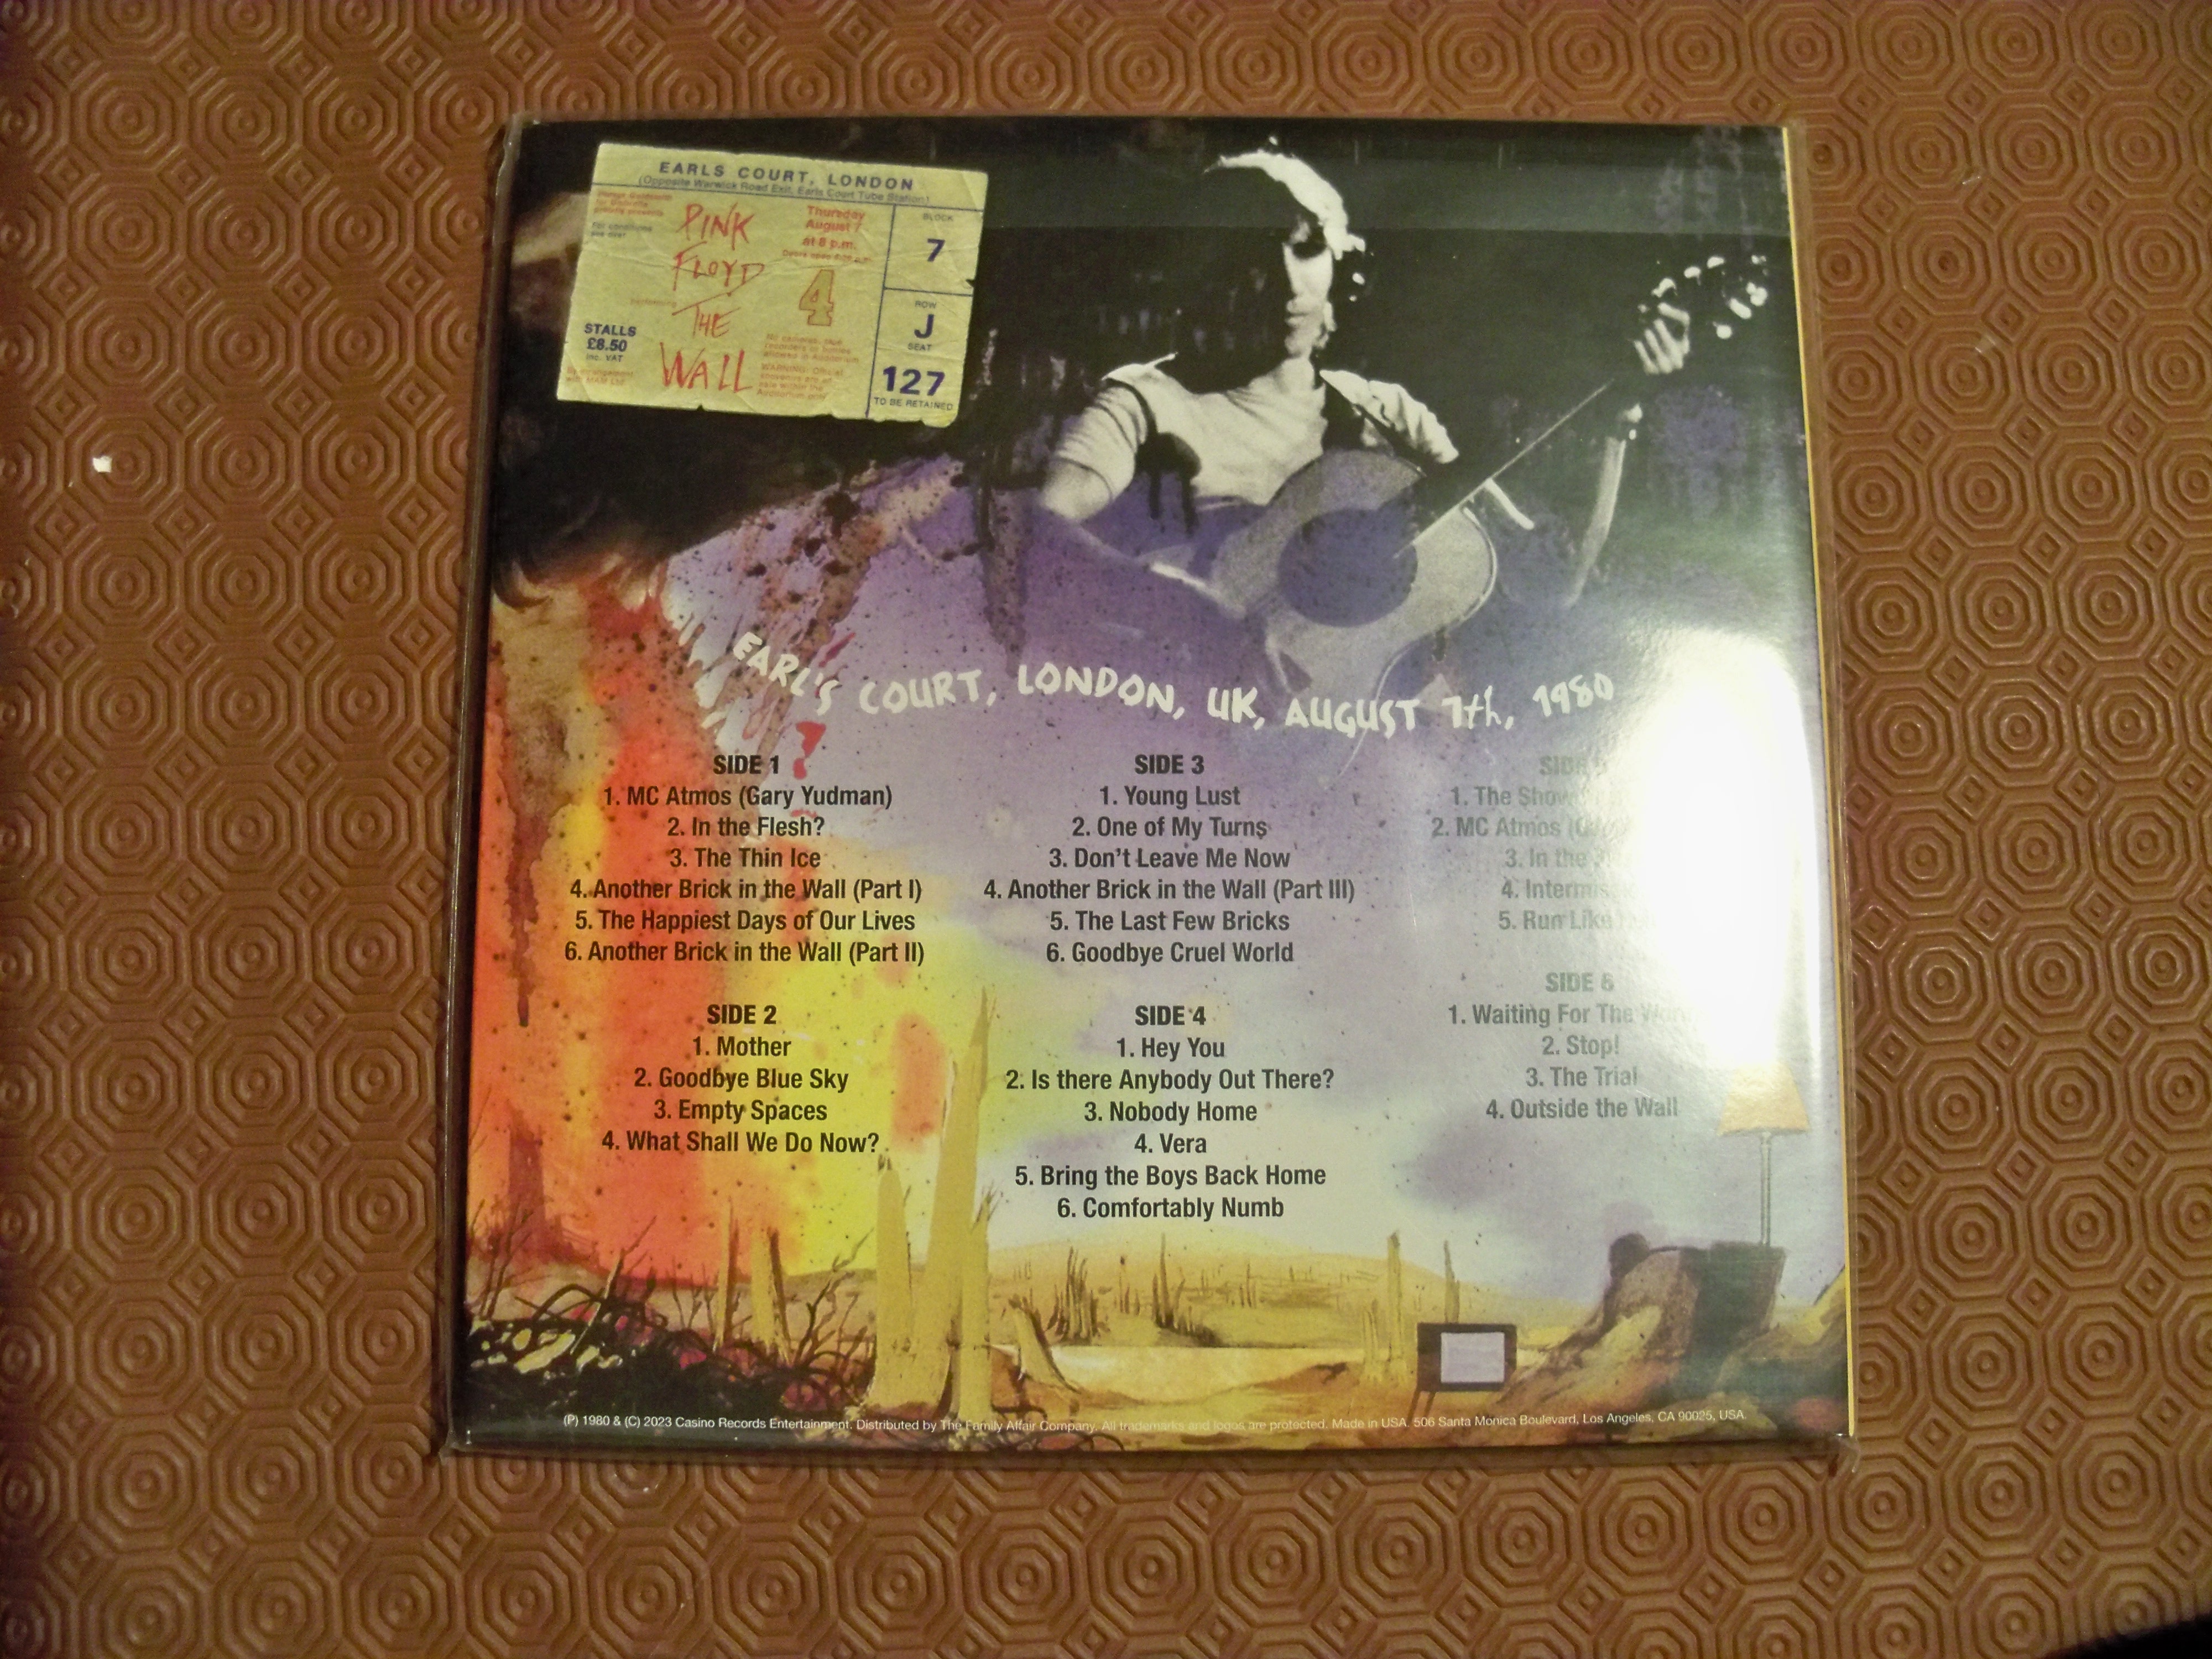 EARLS COURT, LONDON
(Opposite Warwick Road Exit, Earls Court Tube Station)
PINK
FLOYD
THE
WALL
Thursday
August 7
at 8 p.m.
4
STALLS
£8.50
inc. VAT
BLOCK
7
ROW
J
SEAT
127
TO BE RETAINED
EARL'S COURT, LONDON, UK, AUGUST 7th, 1980
SIDE 1
1. MC Atmos (Gary Yudman)
2. In the Flesh?
3. The Thin Ice
4. Another Brick in the Wall (Part I)
5. The Happiest Days of Our Lives
6. Another Brick in the Wall (Part II)
SIDE 2
1. Mother
2. Goodbye Blue Sky
3. Empty Spaces
4. What Shall We Do Now?
SIDE 3
1. Young Lust
2. One of My Turns
3. Don't Leave Me Now
4. Another Brick in the Wall (Part III)
5. The Last Few Bricks
6. Goodbye Cruel World
SIDE 4
1. Hey You
2. Is there Anybody Out There?
3. Nobody Home
4. Vera
5. Bring the Boys Back Home
6. Comfortably Numb
SIDE
1. The Show
2. MC Atmos
3. In the
4.
5. Run Like
SIDE 6
1. Waiting For The
2. Stop!
3. The Trial
4. Outside the Wall
(P) 1980 & (C) 2023 Casino Records Entertainment. Distributed by The Family Affair Company. All trademarks and logos are protected. Made in USA. 506 Santa Monica Boulevard, Los Angeles, CA 90025, USA.